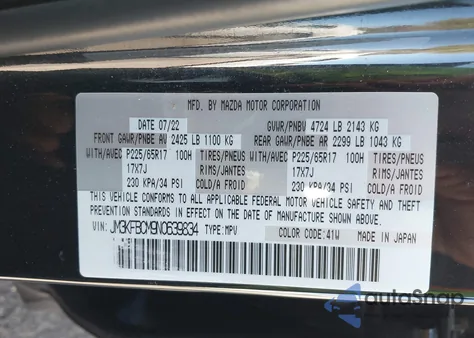 MFD. BY MAZDA MOTOR CORPORATION
DATE 07/22 GVWR/PNBV 4724 LB 2143 KG
FRONT GAWR/PNBE AV 2425 LB 1100 KG REAR GAWR/PNBE AR 2299 LB 1043 KG
WITH/AVEC P225/65R17 100H TIRES/PNEUS WITH/AVEC P225/65R17 100H TIRES/PNEUS
17X7J RIMS/JANTES 17X7J RIMS/JANTES
230 KPA/34 PSI COLD/A FROID 230 KPA/34 PSI COLD/A FROID
THIS VEHICLE CONFORMS TO ALL APPLICABLE FEDERAL MOTOR VEHICLE SAFETY AND
THEFT PREVENTION STANDARDS IN EFFECT ON THE DATE OF MANUFACTURE SHOWN ABOVE.
VIN: JM3KFBCM9N0639834 TYPE:MPV COLOR CODE: 41W MADE IN JAPAN
autoSnap